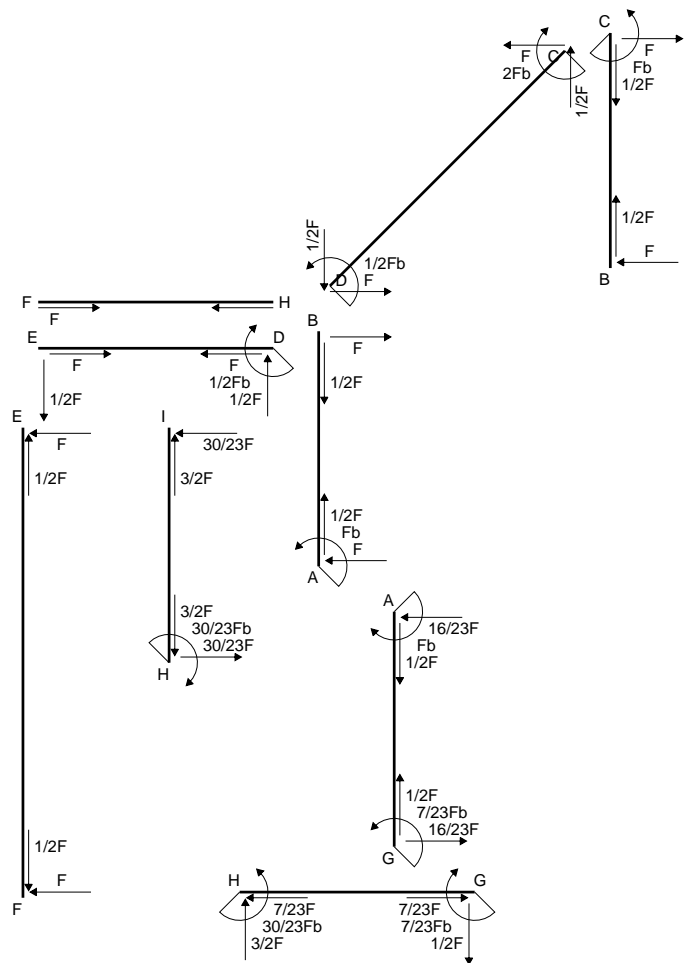 C
F
Fb
1/2F
F
C
2Fb
1/2F
1/2F
F
B
1/2F
1/2Fb
D
F
F
H
F
B
F
E
D
F
F
1/2Fb
1/2F
1/2F
1/2F
E
F
1/2F
I
30/23F
3/2F
1/2F
Fb
F
A
3/2F
30/23Fb
30/23F
H
A
16/23F
Fb
1/2F
1/2F
7/23Fb
16/23F
G
1/2F
F
F
H
G
7/23F
30/23Fb
3/2F
7/23F
7/23Fb
1/2F